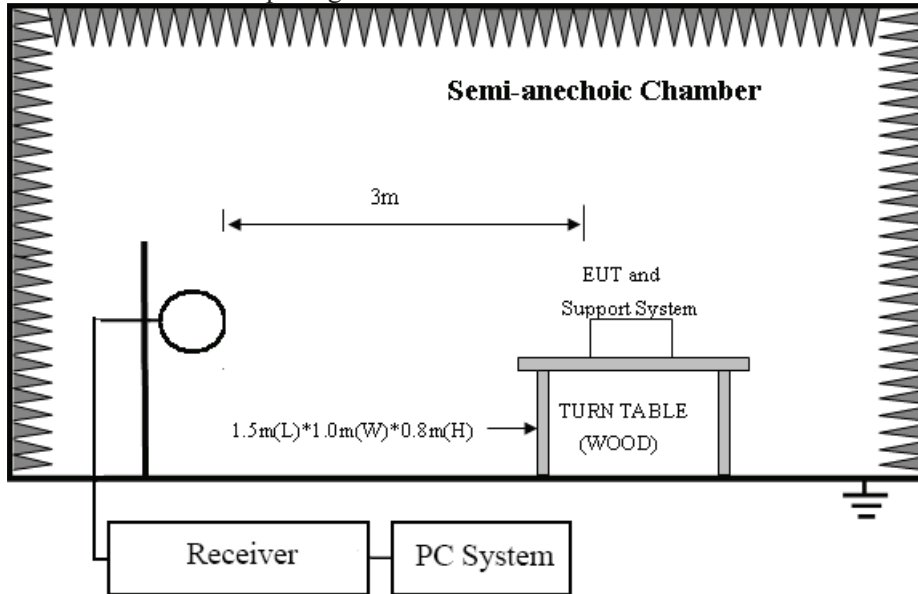 Semi-anechoic Chamber
3m
EUT and
Support System
1.5m(L)*1.0m(W)*0.8m(H)
TURN TABLE
(WOOD)
Receiver
PC System